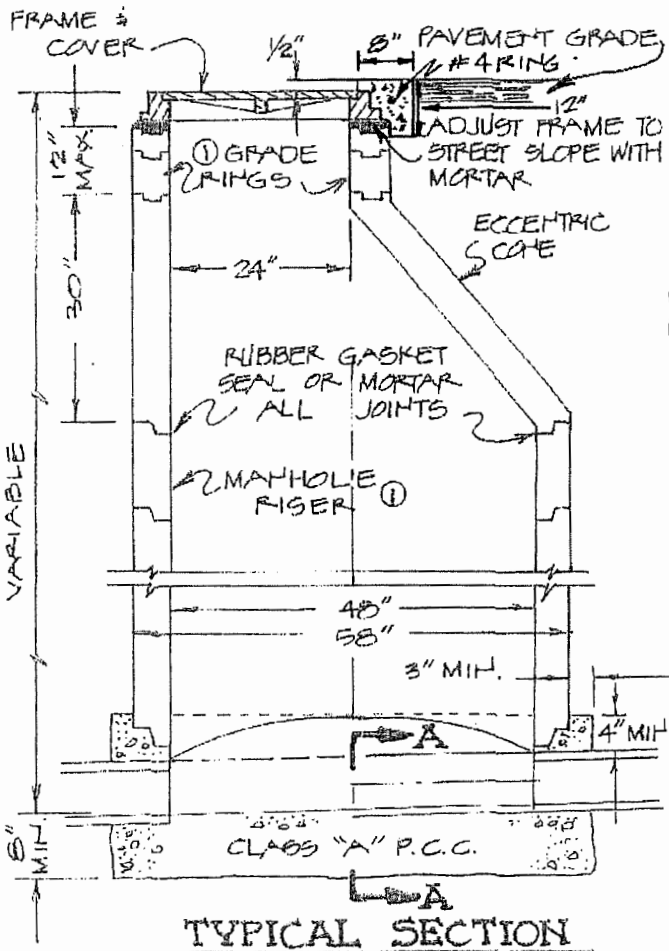 FRAME &
COVER
1/2"
8"
PAVEMENT GRADE
#4 RING
12"
ADJUST FRAME TO
STREET SLOPE WITH
MORTAR
12"
MAX
① GRADE
RINGS
ECCENTRIC
CONE
24"
30"
RUBBER GASKET
SEAL OR MORTAR
ALL JOINTS
MANHOLE
RISER ①
VARIABLE
48"
58"
3" MIN.
4" MIN
A
8"
MIN.
CLASS "A" P.C.C.
A
TYPICAL SECTION